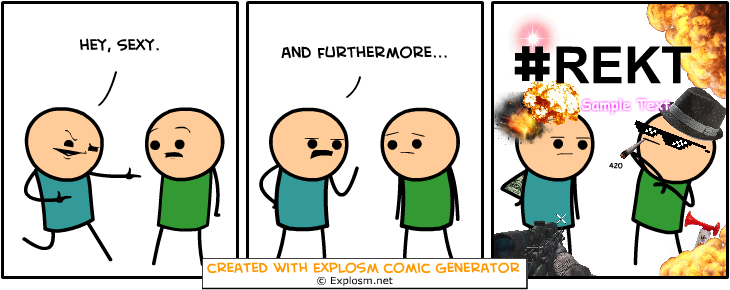 HEY, SEXY.
AND FURTHERMORE...
#REKT
Sample Text
420
CREATED WITH EXPLOSM COMIC GENERATOR
© Explosm.net